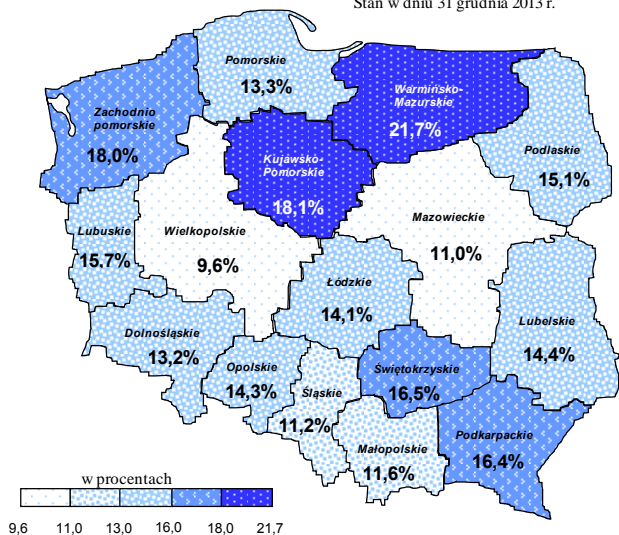 Stan w dniu 31 grudnia 2013 r.
Pomorskie
13,3%
Warmińsko-
Mazurskie
21,7%
Zachodnio
pomorskie
18,0%
Kujawsko-
Pomorskie
18,1%
Podlaskie
15,1%
Lubuskie
15,7%
Wielkopolskie
9,6%
Mazowieckie
11,0%
Łódzkie
14,1%
Lubelskie
14,4%
Dolnośląskie
13,2%
Opolskie
14,3%
Śląskie
11,2%
Świętokrzyskie
16,5%
Małopolskie
11,6%
Podkarpackie
16,4%
w procentach
9,6 11,0 13,0 16,0 18,0 21,7